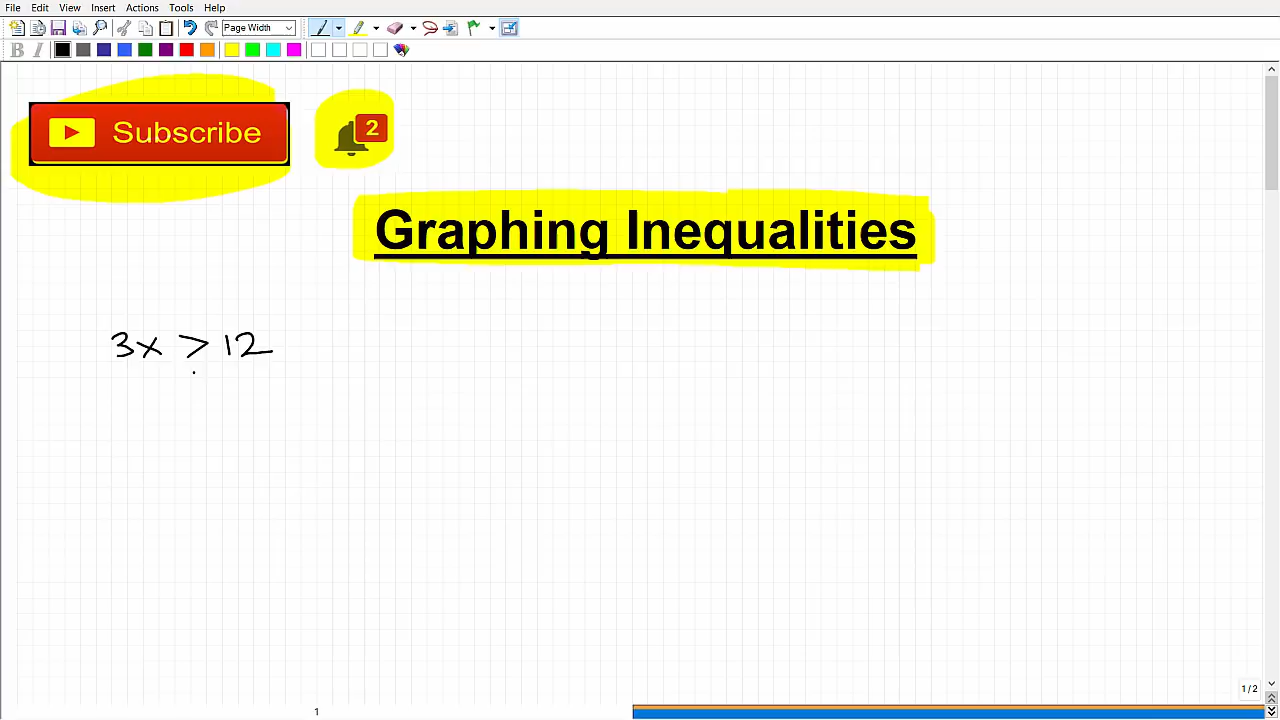 File Edit View Insert Actions Tools Help
Page Width
B I
Subscribe
2
Graphing Inequalities
3x > 12
1/2
1